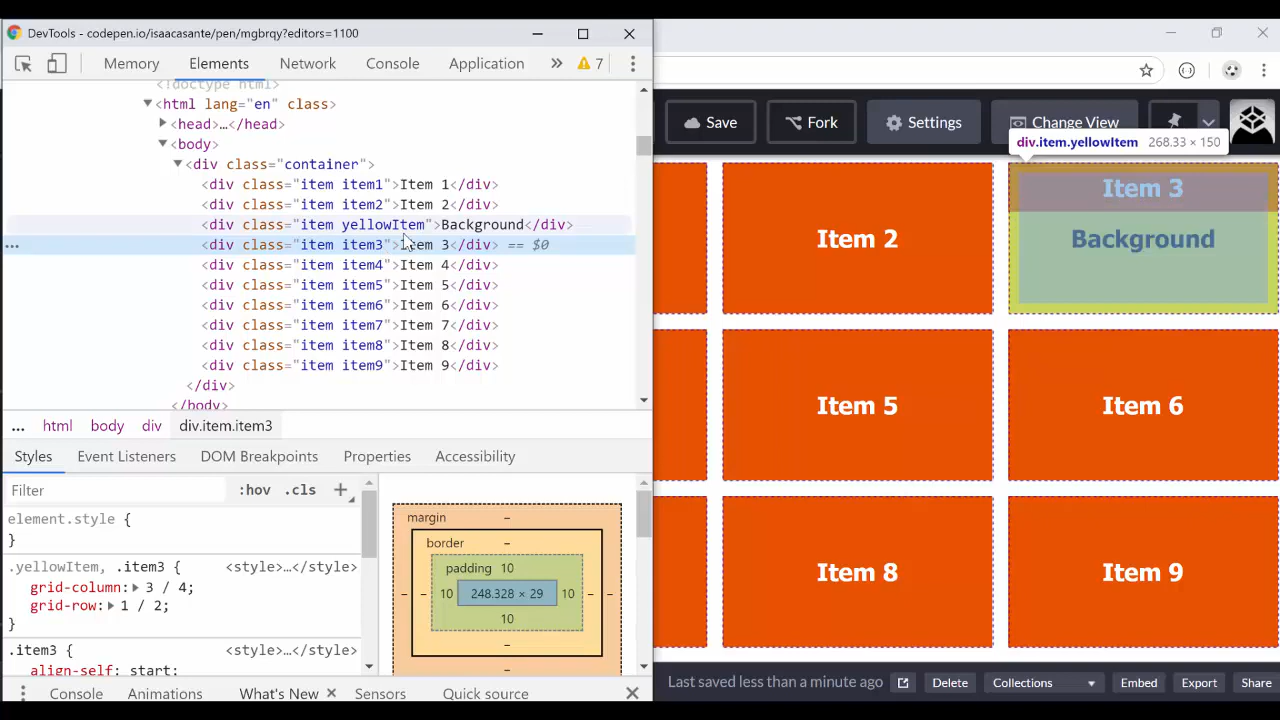 DevTools - codepen.io/isaacasante/pen/mgbrqy?editors=1100
Memory Elements Network Console Application » 7
<!doctype html>
<html lang="en" class>
<head>…</head>
<body>
<div class="container">
<div class="item item1">Item 1</div>
<div class="item item2">Item 2</div>
<div class="item yellowItem">Background</div>
<div class="item item3">Item 3</div> == $0
<div class="item item4">Item 4</div>
<div class="item item5">Item 5</div>
<div class="item item6">Item 6</div>
<div class="item item7">Item 7</div>
<div class="item item8">Item 8</div>
<div class="item item9">Item 9</div>
</div>
</body>
... html body div div.item.item3
Styles Event Listeners DOM Breakpoints Properties Accessibility
Filter :hov .cls +
element.style {
}
.yellowItem, .item3 { <style>…</style>
grid-column: 3 / 4;
grid-row: 1 / 2;
}
.item3 { <style>…</style>
align-self: start;
margin –
border –
padding 10
– – 10 248.328 × 29 10 – –
10
–
–
Console Animations What's New × Sensors Quick source
Save Fork Settings Change View
div.item.yellowItem 268.33 × 150
Item 3
Item 2 Background
Item 5 Item 6
Item 8 Item 9
Last saved less than a minute ago Delete Collections Embed Export Share